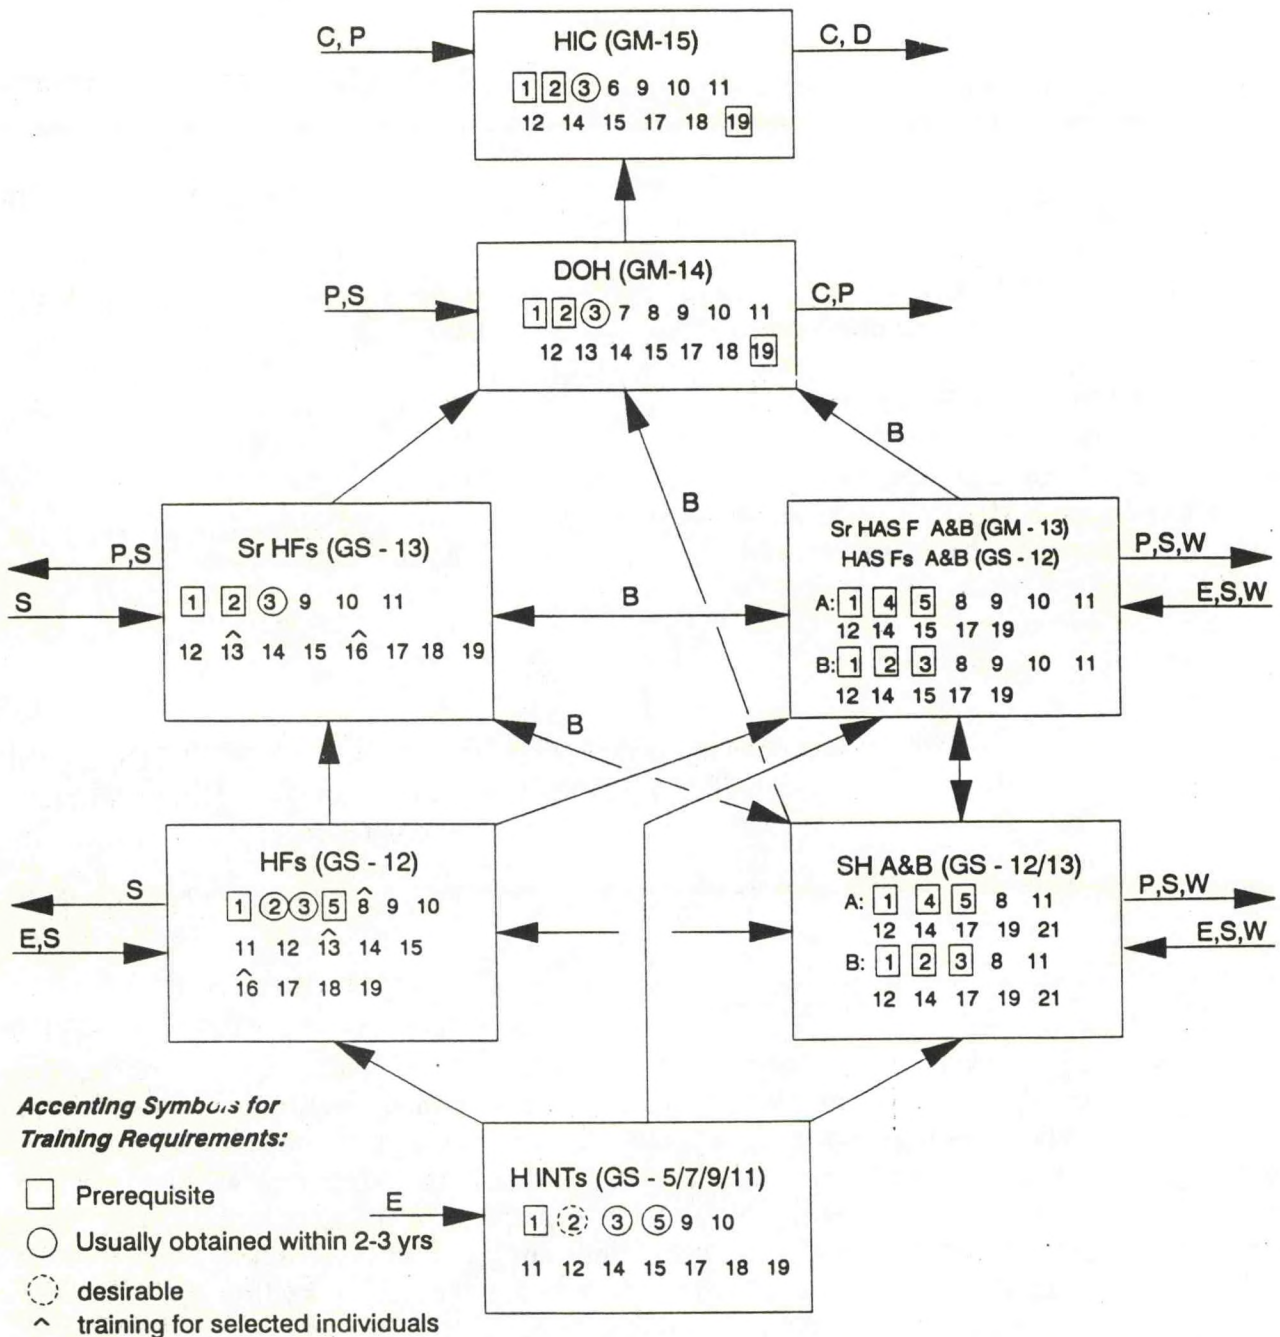 C, P
HIC (GM-15)
C, D
1 2 3 6 9 10 11
12 14 15 17 18 19
DOH (GM-14)
P,S
C,P
1 2 3 7 8 9 10 11
12 13 14 15 17 18 19
B
B
Sr HFs (GS - 13)
P,S
S
1 2 3 9 10 11
^ ^
12 13 14 15 16 17 18 19
B
Sr HAS F A&B (GM - 13)
HAS Fs A&B (GS - 12)
P,S,W
E,S,W
A: 1 4 5 8 9 10 11
12 14 15 17 19
B: 1 2 3 8 9 10 11
12 14 15 17 19
B
HFs (GS - 12)
S
E,S
^
1 2 3 5 8 9 10
^
11 12 13 14 15
^
16 17 18 19
SH A&B (GS - 12/13)
P,S,W
E,S,W
A: 1 4 5 8 11
12 14 17 19 21
B: 1 2 3 8 11
12 14 17 19 21
H INTs (GS - 5/7/9/11)
E
1 2 3 5 9 10
11 12 14 15 17 18 19
Accenting Symbols for
Training Requirements:
Prerequisite
Usually obtained within 2-3 yrs
desirable
^ training for selected individuals